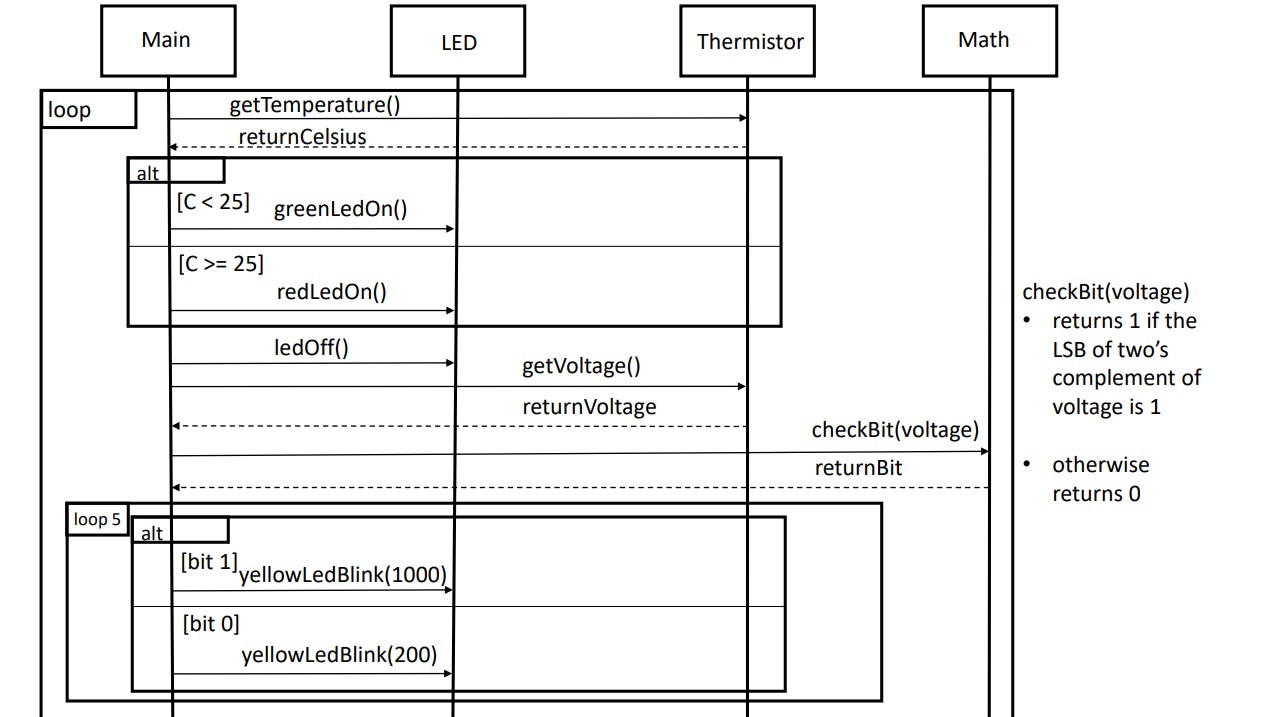 Main
LED
Thermistor
Math
loop
getTemperature()
returnCelsius
alt
[C < 25]
greenLedOn()
[C >= 25]
redLedOn()
ledOff()
getVoltage()
returnVoltage
checkBit(voltage)
returnBit
checkBit(voltage)
• returns 1 if the
LSB of two’s
complement of
voltage is 1
• otherwise
returns 0
loop 5
alt
[bit 1]
yellowLedBlink(1000)
[bit 0]
yellowLedBlink(200)